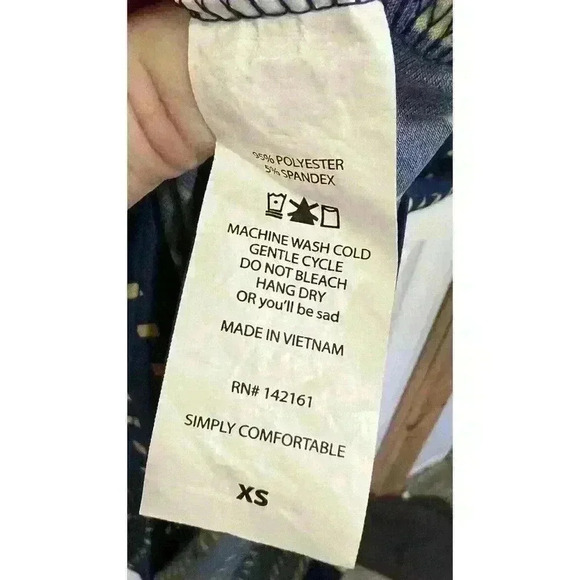 95% POLYESTER
5% SPANDEX
MACHINE WASH COLD
GENTLE CYCLE
DO NOT BLEACH
HANG DRY
OR you'll be sad
MADE IN VIETNAM
RN# 142161
SIMPLY COMFORTABLE
XS